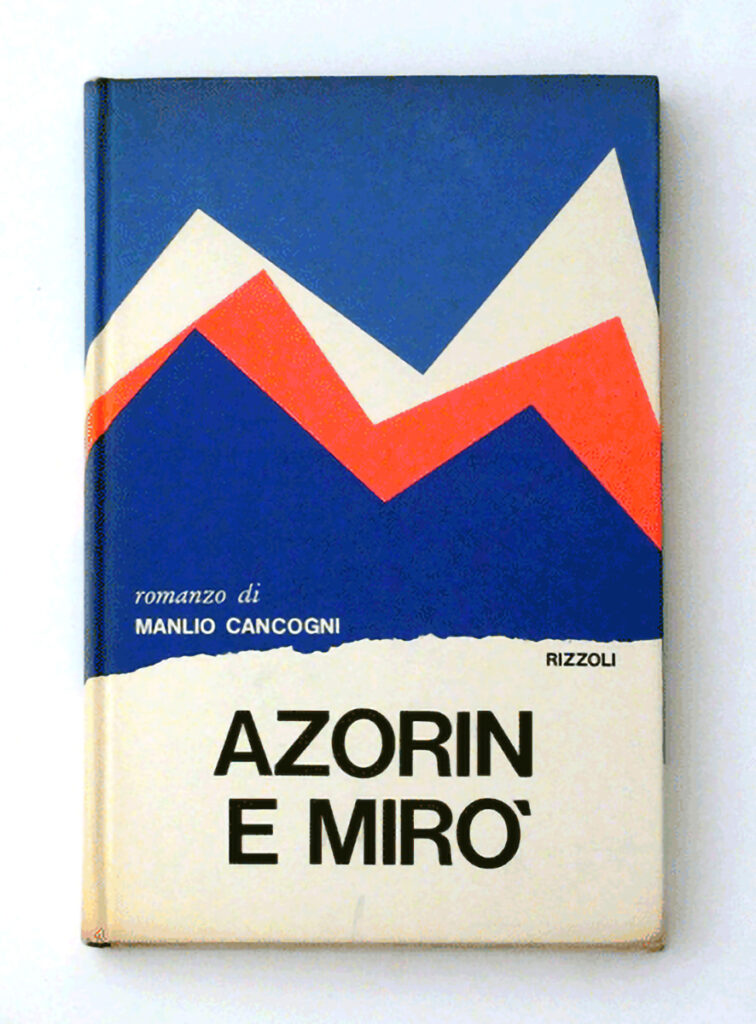 romanzo di
MANLIO CANCOGNI
RIZZOLI
AZORIN
E MIRO'